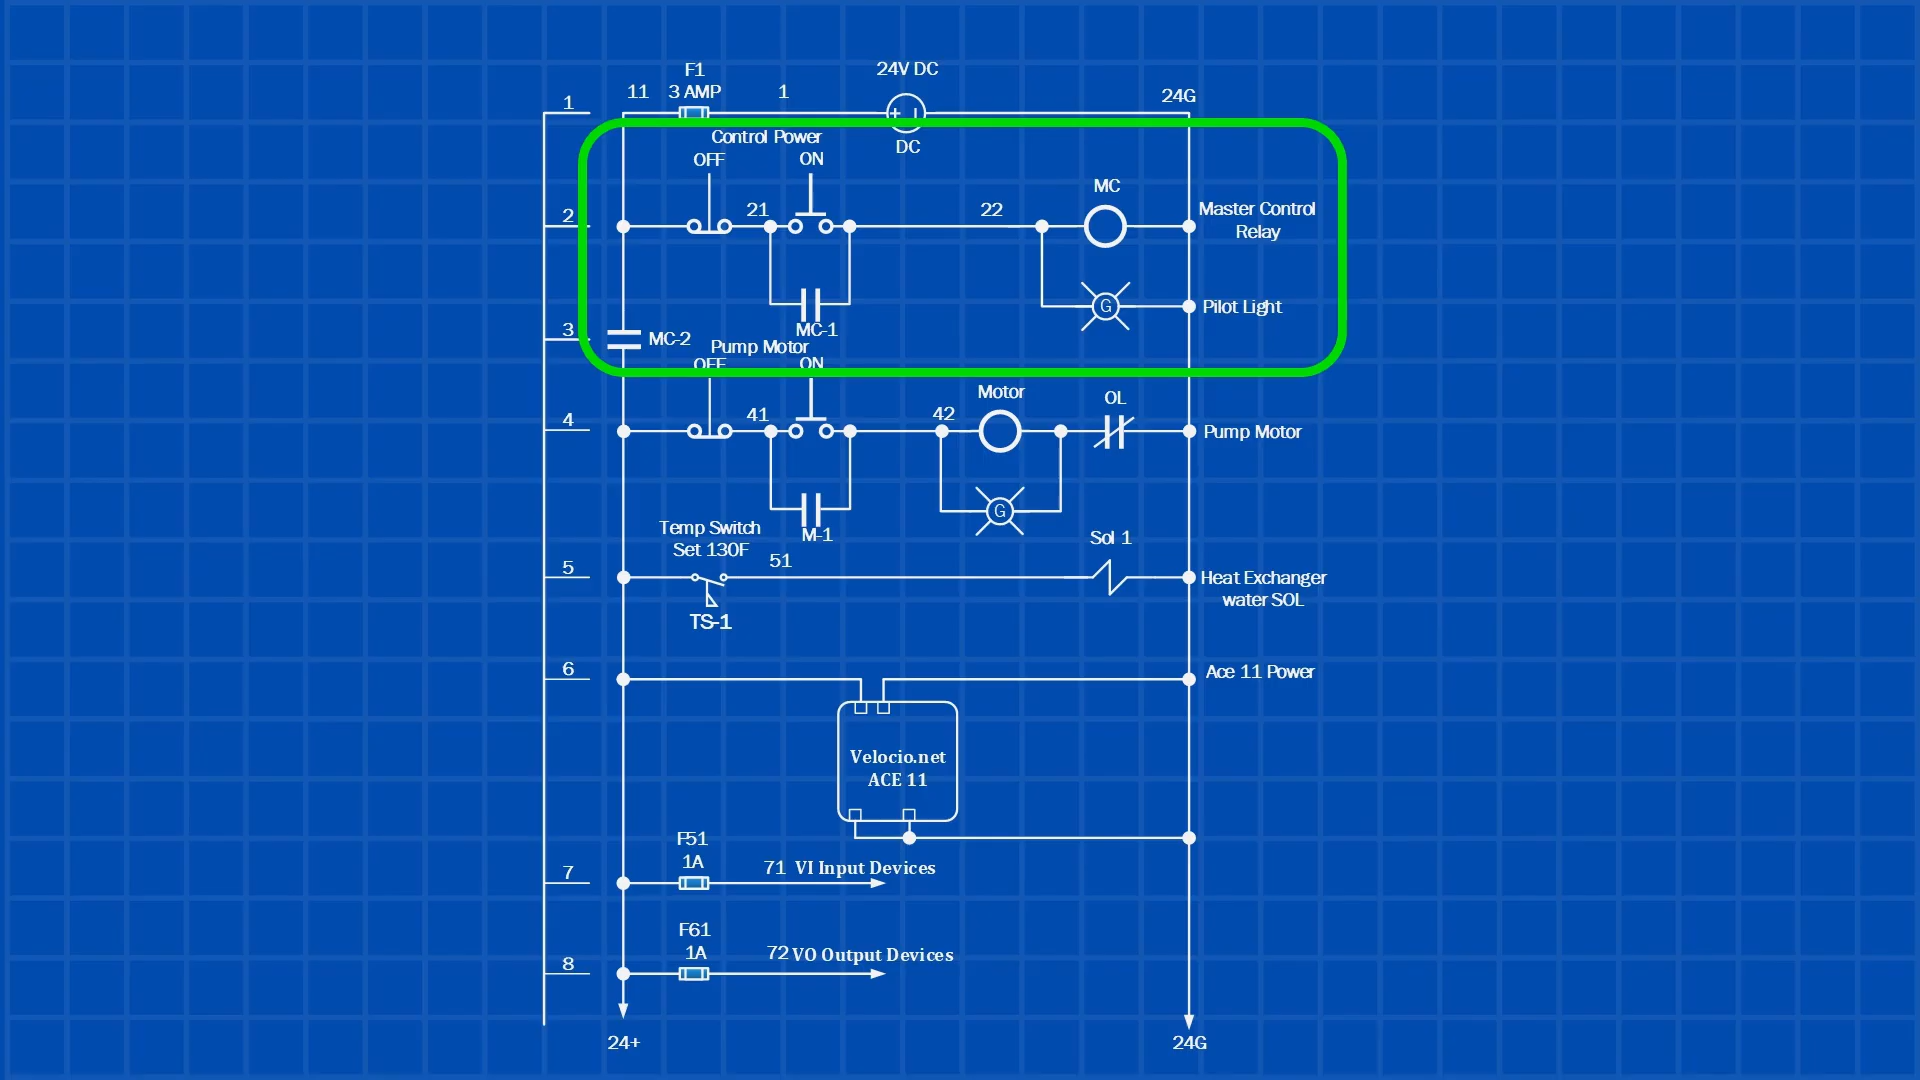 F1
24V DC
1
11
3 AMP
1
24G
Control Power
DC
OFF
ON
MC
2
21
22
Master Control
Relay
Pilot Light
3
MC-2
MC-1
Pump Motor
OFF
ON
G
Motor
OL
4
41
42
Pump Motor
G
M-1
Temp Switch
Set 130F
51
Sol 1
5
Heat Exchanger
water SOL
TS-1
6
Ace 11 Power
Velocio.net
ACE 11
F51
1A
7
71 VI Input Devices
F61
1A
8
72 VO Output Devices
24+
24G